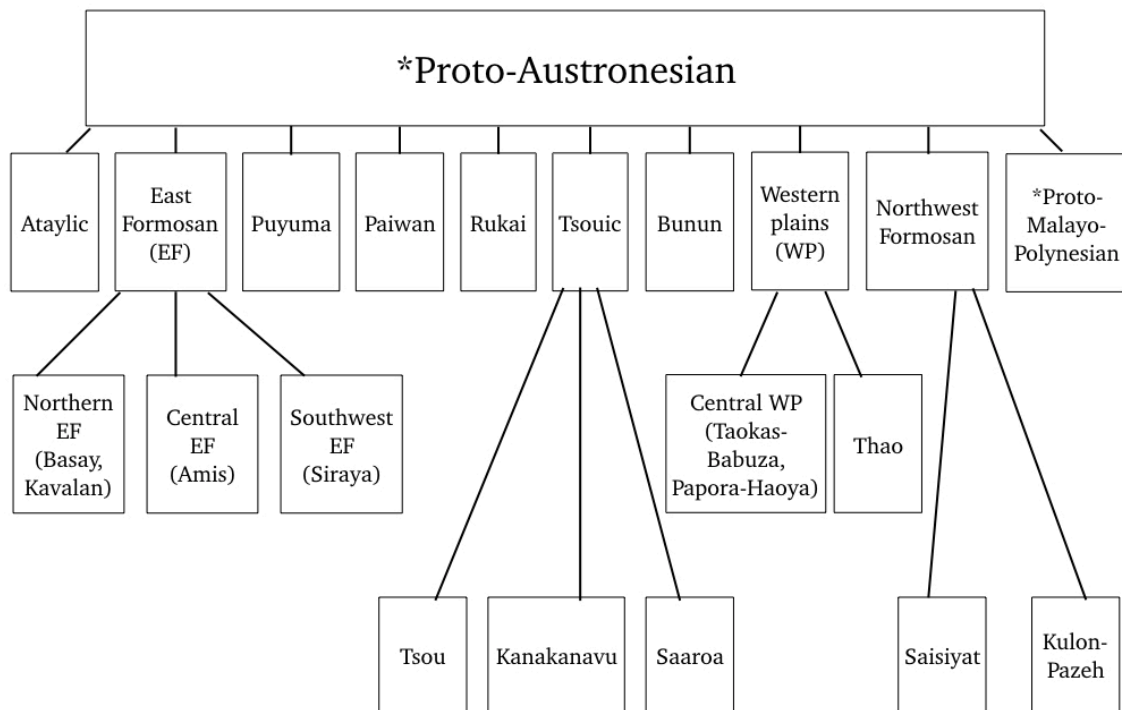 *Proto-Austronesian
Ataylic
East
Formosan
(EF)
Puyuma
Paiwan
Rukai
Tsouic
Bunun
Western
plains
(WP)
Northwest
Formosan
*Proto-
Malayo-
Polynesian
Northern
EF
(Basay,
Kavalan)
Central
EF
(Amis)
Southwest
EF
(Siraya)
Central WP
(Taokas-
Babuza,
Papora-Haoya)
Thao
Tsou
Kanakanavu
Saaroa
Saisiyat
Kulon-
Pazeh